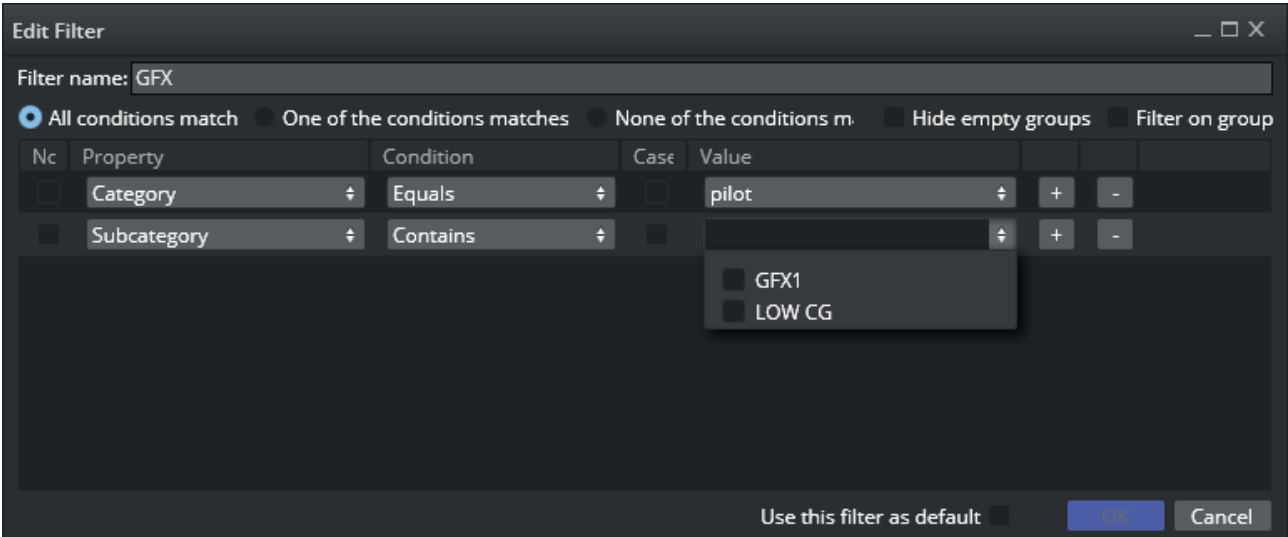 Edit Filter
Filter name: GFX
All conditions match One of the conditions matches None of the conditions m Hide empty groups Filter on group
Nc Property Condition Case Value
Category Equals pilot + -
Subcategory Contains + -
GFX1
LOW CG
Use this filter as default OK Cancel